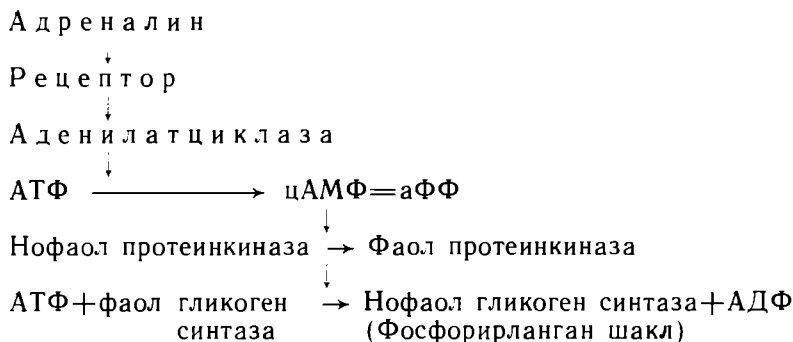 Адреналин
↓
Рецептор
↓
Аденилатциклаза
↓
АТФ ⟶ цАМФ=аФФ
↓
Нофаол протеинкиназа → Фаол протеинкиназа
↓
АТФ+фаол гликоген → Нофаол гликоген синтаза+АДФ
синтаза (Фосфорирланган шакл)